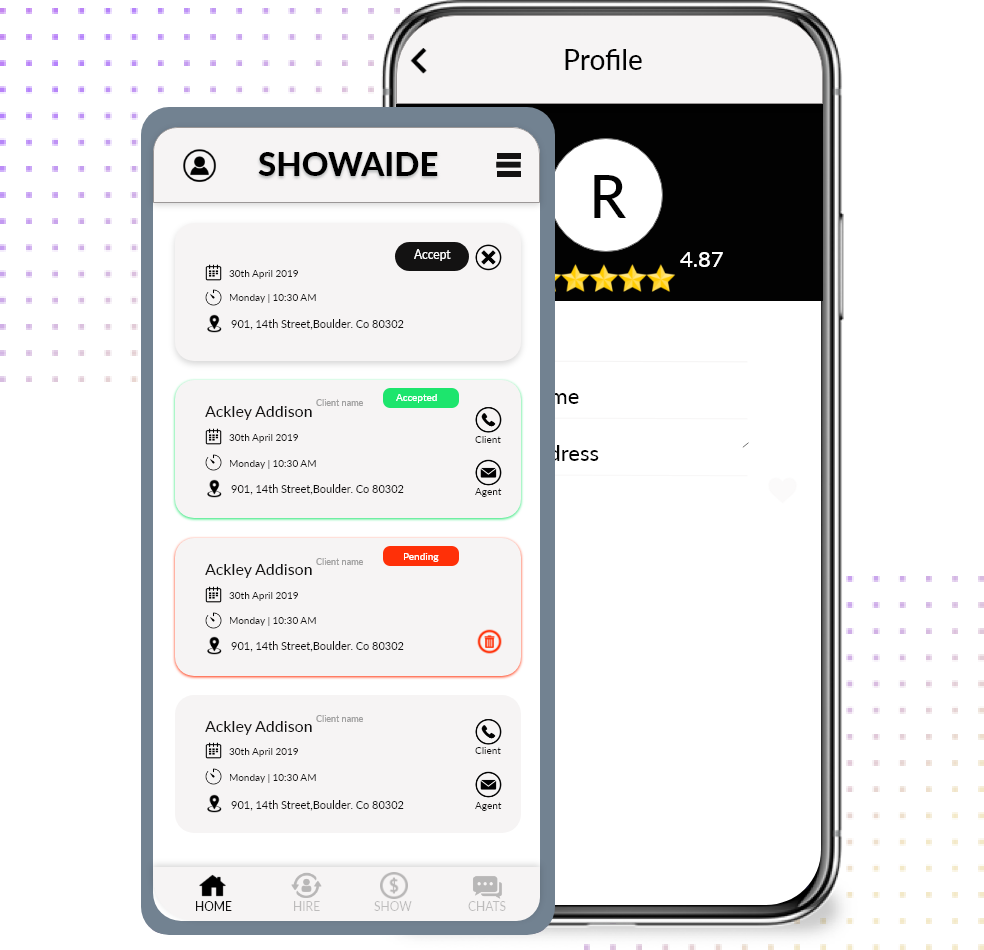 Profile
R
4.87
me
dress
SHOWAIDE
Accept
30th April 2019
Monday | 10:30 AM
901, 14th Street,Boulder. Co 80302
Ackley Addison Client name Accepted
30th April 2019
Client
Monday | 10:30 AM
901, 14th Street,Boulder. Co 80302
Agent
Ackley Addison Client name Pending
30th April 2019
Monday | 10:30 AM
901, 14th Street,Boulder. Co 80302
Ackley Addison Client name
30th April 2019
Client
Monday | 10:30 AM
901, 14th Street,Boulder. Co 80302
Agent
HOME HIRE SHOW CHATS